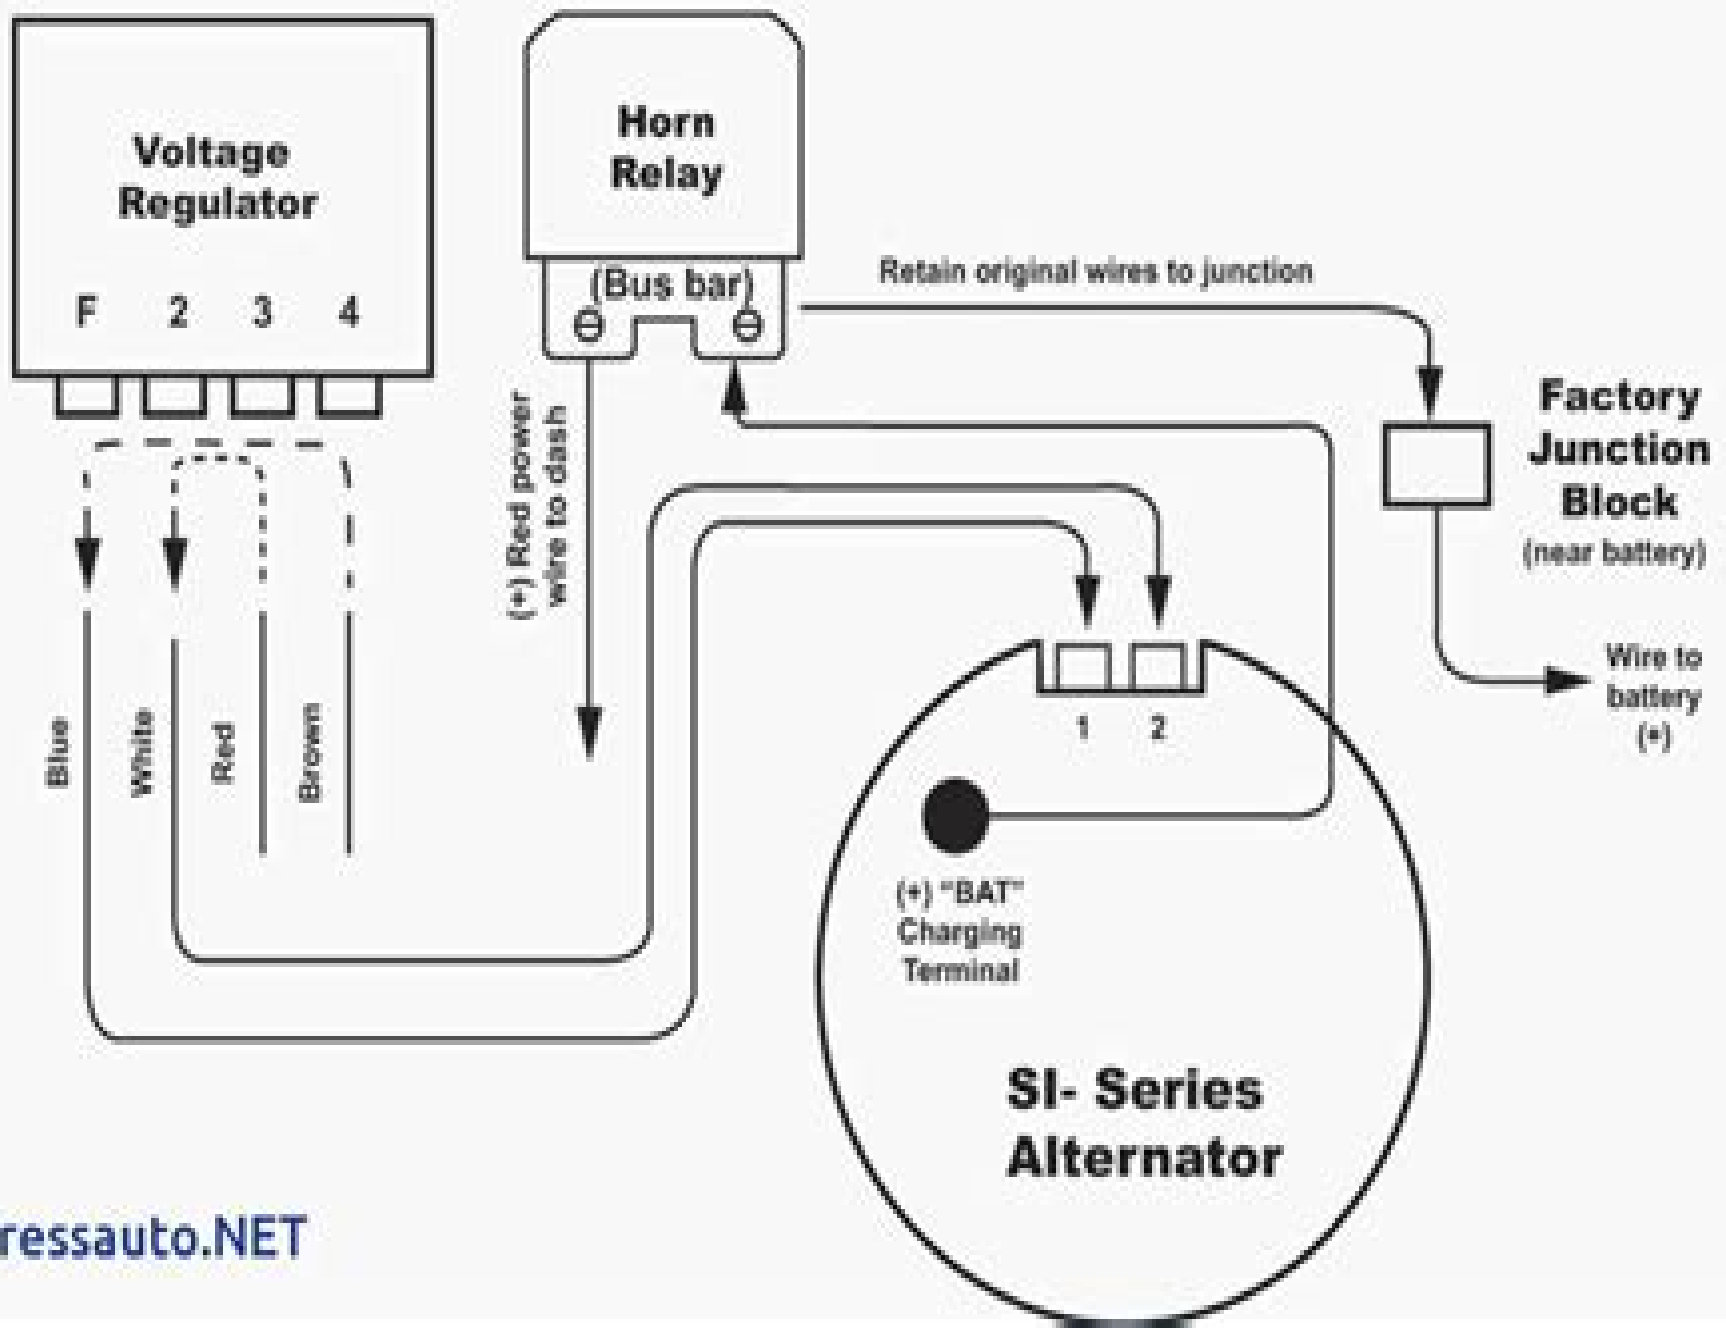 Voltage
Regulator
F 2 3 4
Horn
Relay
(Bus bar)
Retain original wires to junction
Factory
Junction
Block
(near battery)
Wire to
battery
(+)
(+) Red power
wire to dash
Blue
White
Red
Brown
1 2
(+) "BAT"
Charging
Terminal
SI- Series
Alternator
ressauto.NET